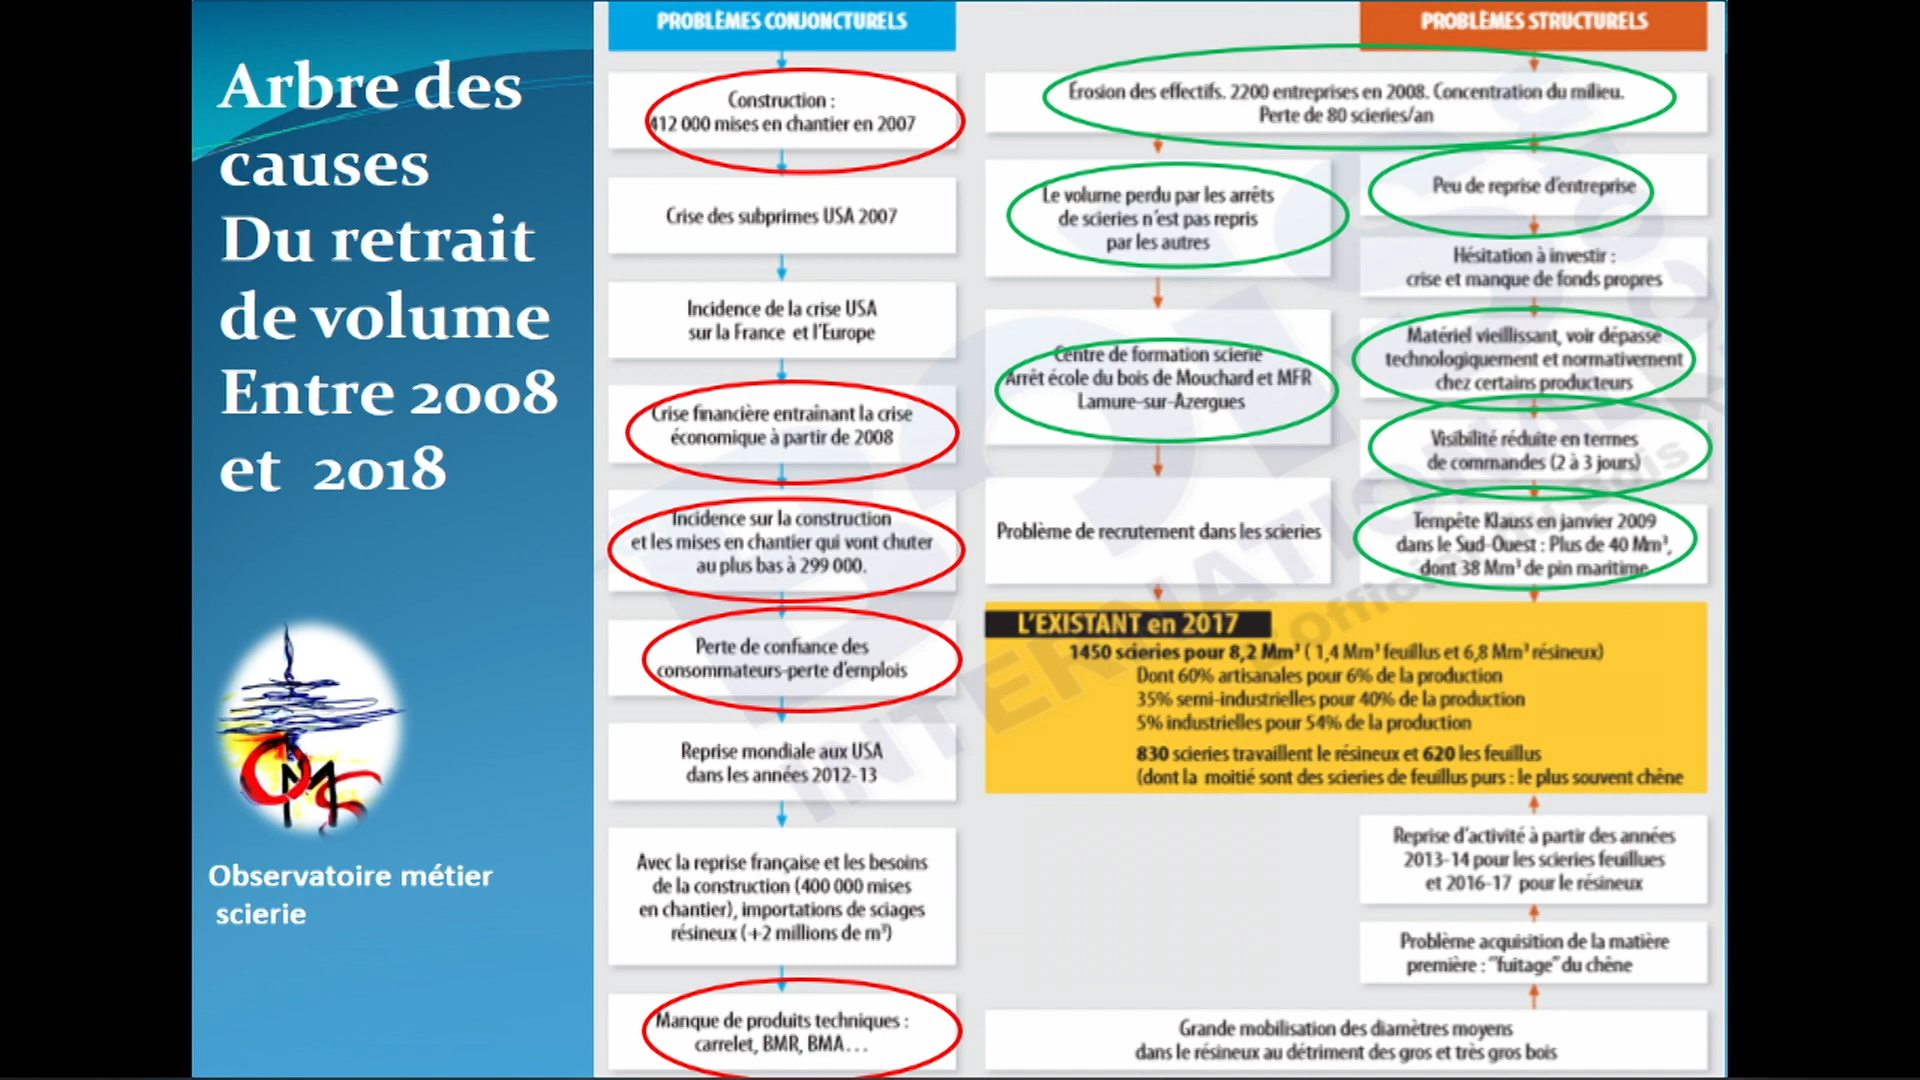 Arbre des
causes
Du retrait
de volume
Entre 2008
et 2018
OMS
Observatoire métier
scierie
PROBLÈMES CONJONCTURELS
Construction :
412 000 mises en chantier en 2007
Crise des subprimes USA 2007
Incidence de la crise USA
sur la France et l'Europe
Crise financière entraînant la crise
économique à partir de 2008
Incidence sur la construction
et les mises en chantier qui vont chuter
au plus bas à 299 000.
Perte de confiance des
consommateurs-perte d'emplois
Reprise mondiale aux USA
dans les années 2012-13
Avec la reprise française et les besoins
de la construction (400 000 mises
en chantier), importations de sciages
résineux (+2 millions de m³)
Manque de produits techniques :
carrelet, BMR, BMA…
PROBLÈMES STRUCTURELS
Érosion des effectifs. 2200 entreprises en 2008. Concentration du milieu.
Perte de 80 scieries/an
Le volume perdu par les arrêts
de scieries n'est pas repris
par les autres
Centre de formation scierie
Arrêt école du bois de Mouchard et MFR
Lamure-sur-Azergues
Problème de recrutement dans les scieries
Peu de reprise d'entreprise
Hésitation à investir :
crise et manque de fonds propres
Matériel vieillissant, voir dépassé
technologiquement et normativement
chez certains producteurs
Visibilité réduite en termes
de commandes (2 à 3 jours)
Tempête Klauss en janvier 2009
dans le Sud-Ouest : Plus de 40 Mm³,
dont 38 Mm³ de pin maritime
L'EXISTANT en 2017
1450 scieries pour 8,2 Mm³ ( 1,4 Mm³ feuillus et 6,8 Mm³ résineux)
Dont 60% artisanales pour 6% de la production
35% semi-industrielles pour 40% de la production
5% industrielles pour 54% de la production
830 scieries travaillent le résineux et 620 les feuillus
(dont la moitié sont des scieries de feuillus purs : le plus souvent chêne
Reprise d'activité à partir des années
2013-14 pour les scieries feuillues
et 2016-17 pour le résineux
Problème acquisition de la matière
première : "fuitage" du chêne
Grande mobilisation des diamètres moyens
dans le résineux au détriment des gros et très gros bois
BOIS
INTERNATIONAL